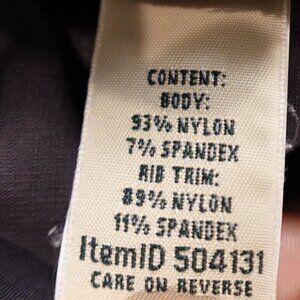 CONTENT:
BODY:
93% NYLON
7% SPANDEX
RIB TRIM:
89% NYLON
11% SPANDEX
ItemID 504131
CARE ON REVERSE